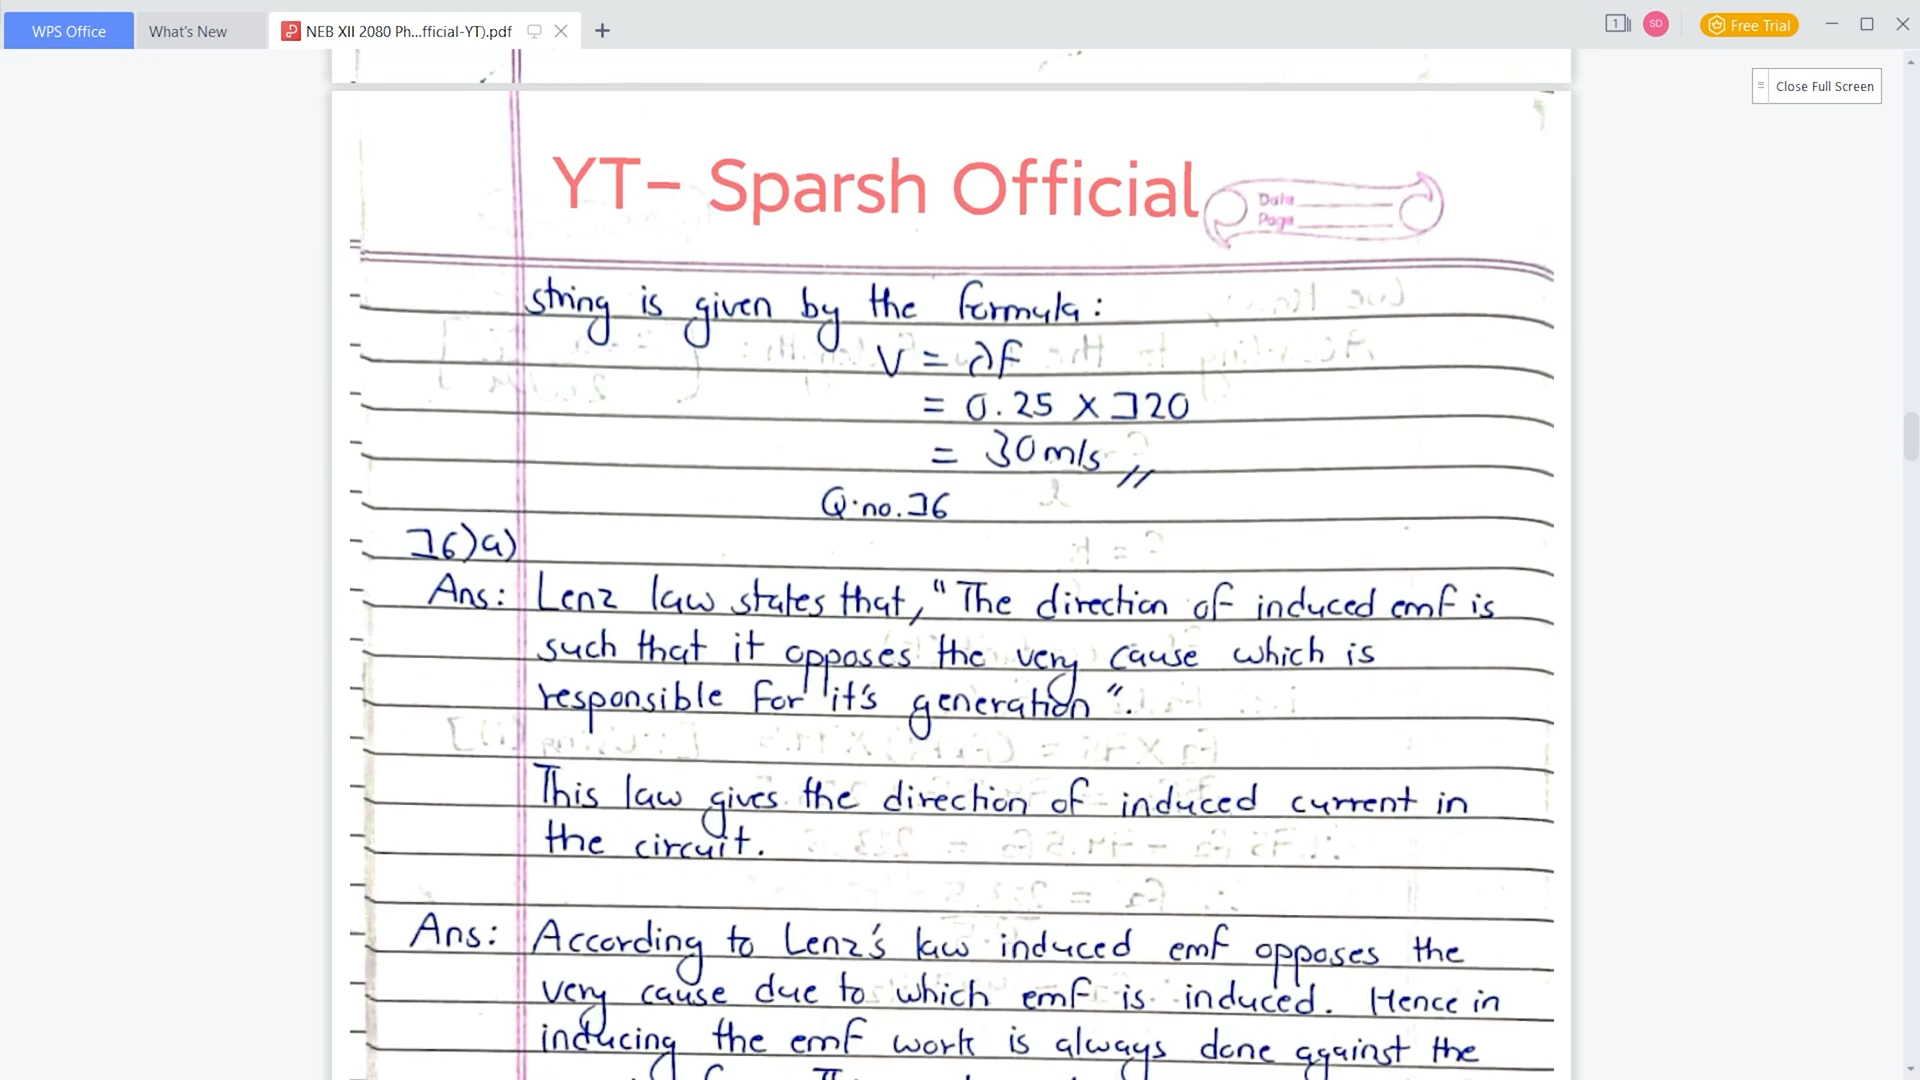 WPS Office
What's New
NEB XII 2080 Ph...fficial-YT).pdf
1
SD
Free Trial
Close Full Screen
YT- Sparsh Official
Date
Page
string is given by the formula:
V = λf
= 0.25 × 120
= 30 m/s //
Q.no.16
16)a)
Ans: Lenz law states that, "The direction of induced emf is
such that it opposes the very cause which is
responsible for it's generation".
This law gives the direction of induced current in
the circuit.
Ans: According to Lenz's law induced emf opposes the
very cause due to which emf is induced. Hence in
inducing the emf work is always done against the